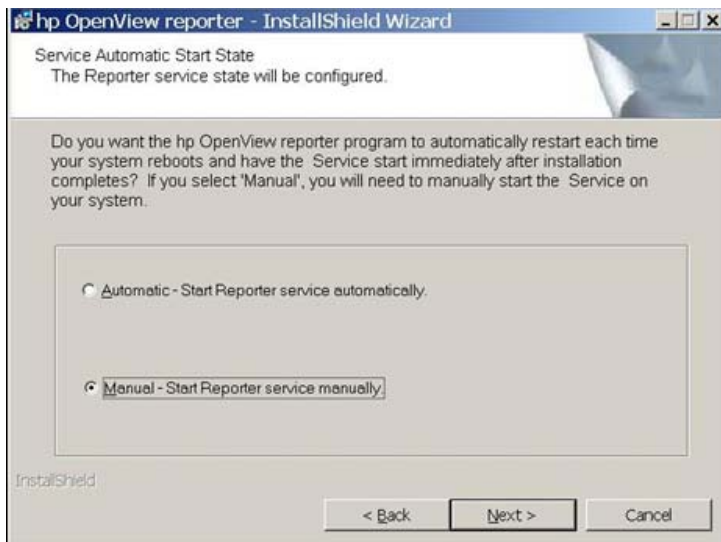 hp OpenView reporter - InstallShield Wizard
Service Automatic Start State
The Reporter service state will be configured.
Do you want the hp OpenView reporter program to automatically restart each time
your system reboots and have the Service start immediately after installation
completes? If you select 'Manual', you will need to manually start the Service on
your system.
Automatic - Start Reporter service automatically.
Manual - Start Reporter service manually.
InstallShield
< Back
Next >
Cancel